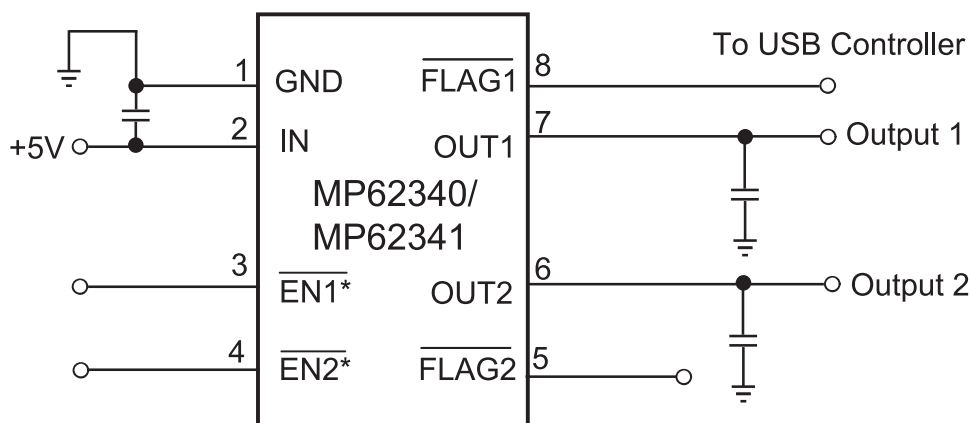 To USB Controller
1
GND
FLAG1
8
+5V
2
IN
OUT1
7
Output 1
MP62340/
MP62341
3
EN1*
OUT2
6
Output 2
4
EN2*
FLAG2
5